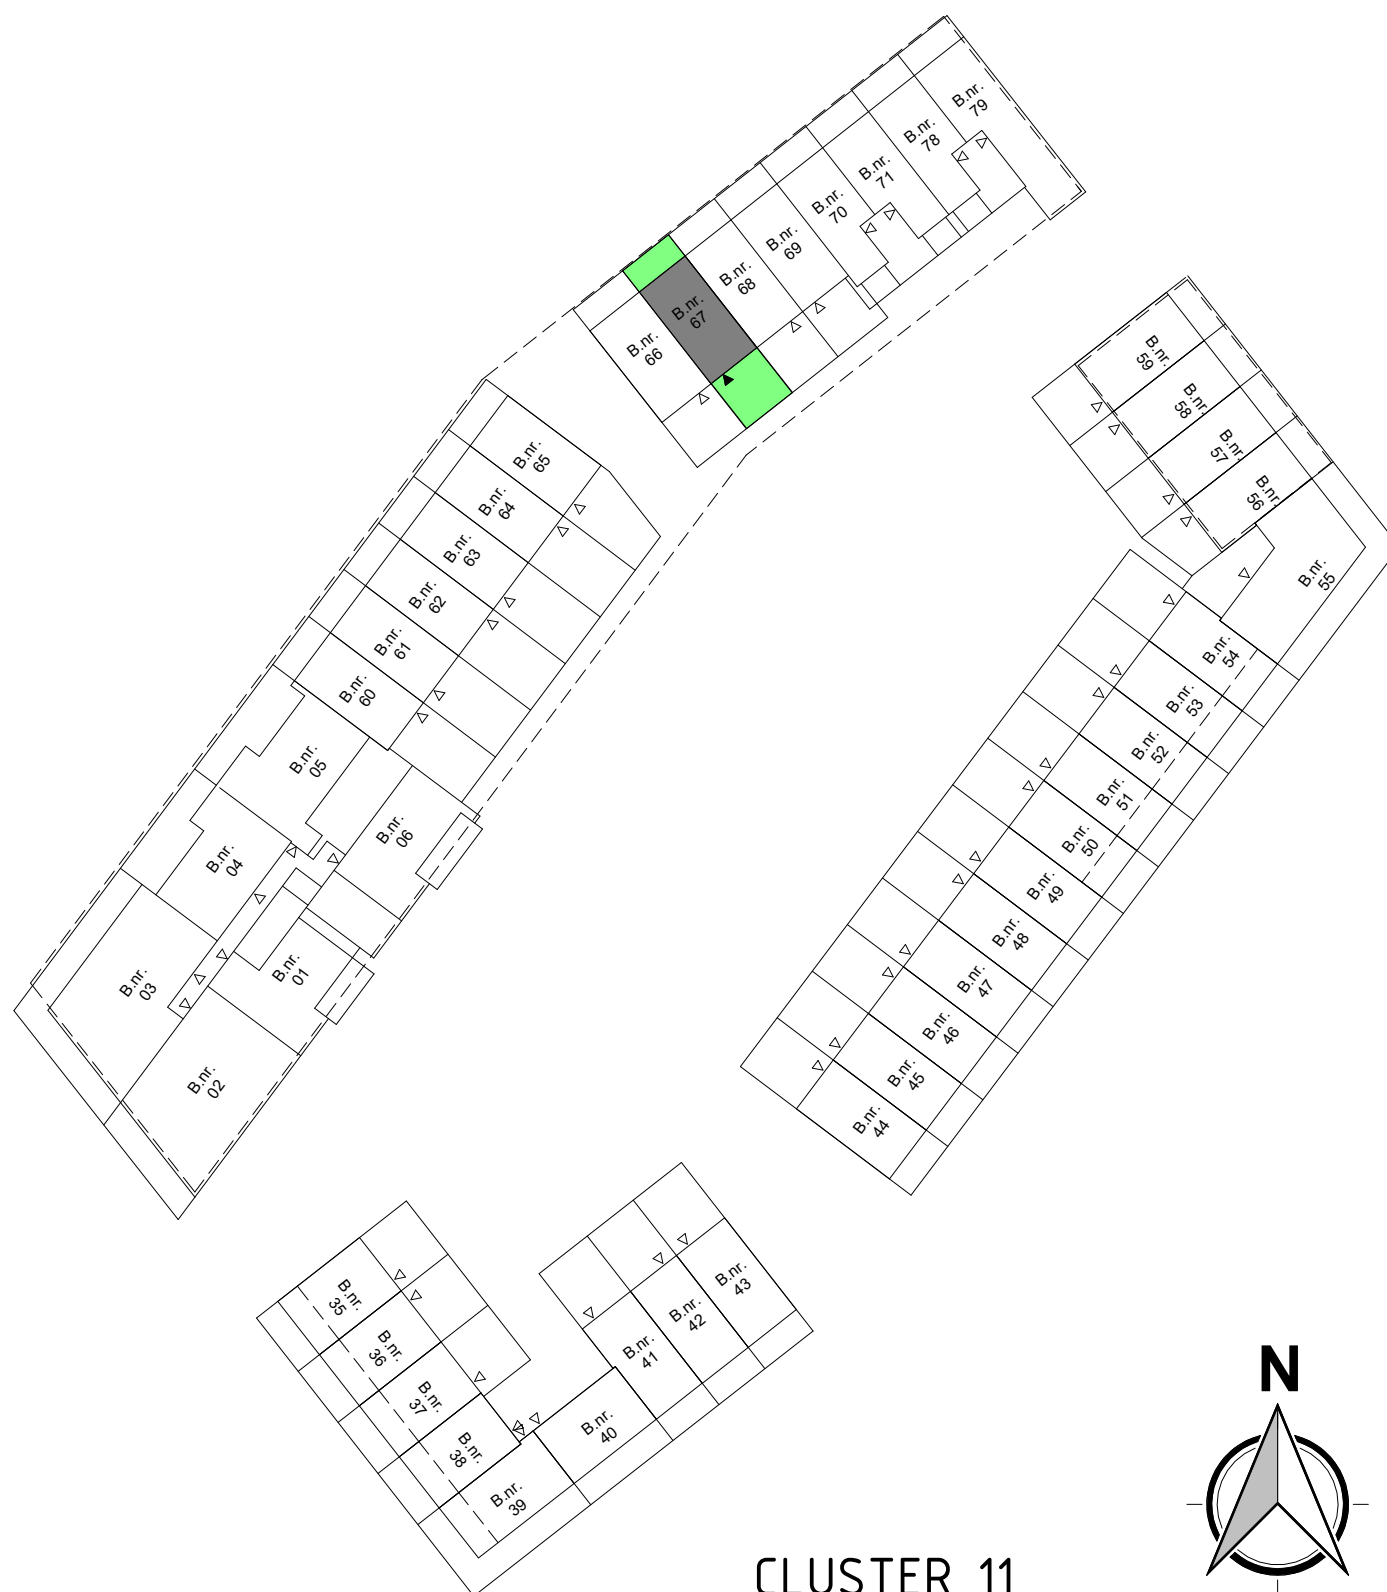 B.nr.
79
B.nr.
78
B.nr.
71
B.nr.
70
B.nr.
69
B.nr.
68
B.nr.
67
B.nr.
66
B.nr.
59
B.nr.
58
B.nr.
57
B.nr.
56
B.nr.
55
B.nr.
65
B.nr.
64
B.nr.
63
B.nr.
62
B.nr.
61
B.nr.
60
B.nr.
05
B.nr.
06
B.nr.
04
B.nr.
03
B.nr.
01
B.nr.
02
B.nr.
54
B.nr.
53
B.nr.
52
B.nr.
51
B.nr.
50
B.nr.
49
B.nr.
48
B.nr.
47
B.nr.
46
B.nr.
45
B.nr.
44
B.nr.
35
B.nr.
36
B.nr.
37
B.nr.
38
B.nr.
39
B.nr.
40
B.nr.
41
B.nr.
42
B.nr.
43
N
CLUSTER 11